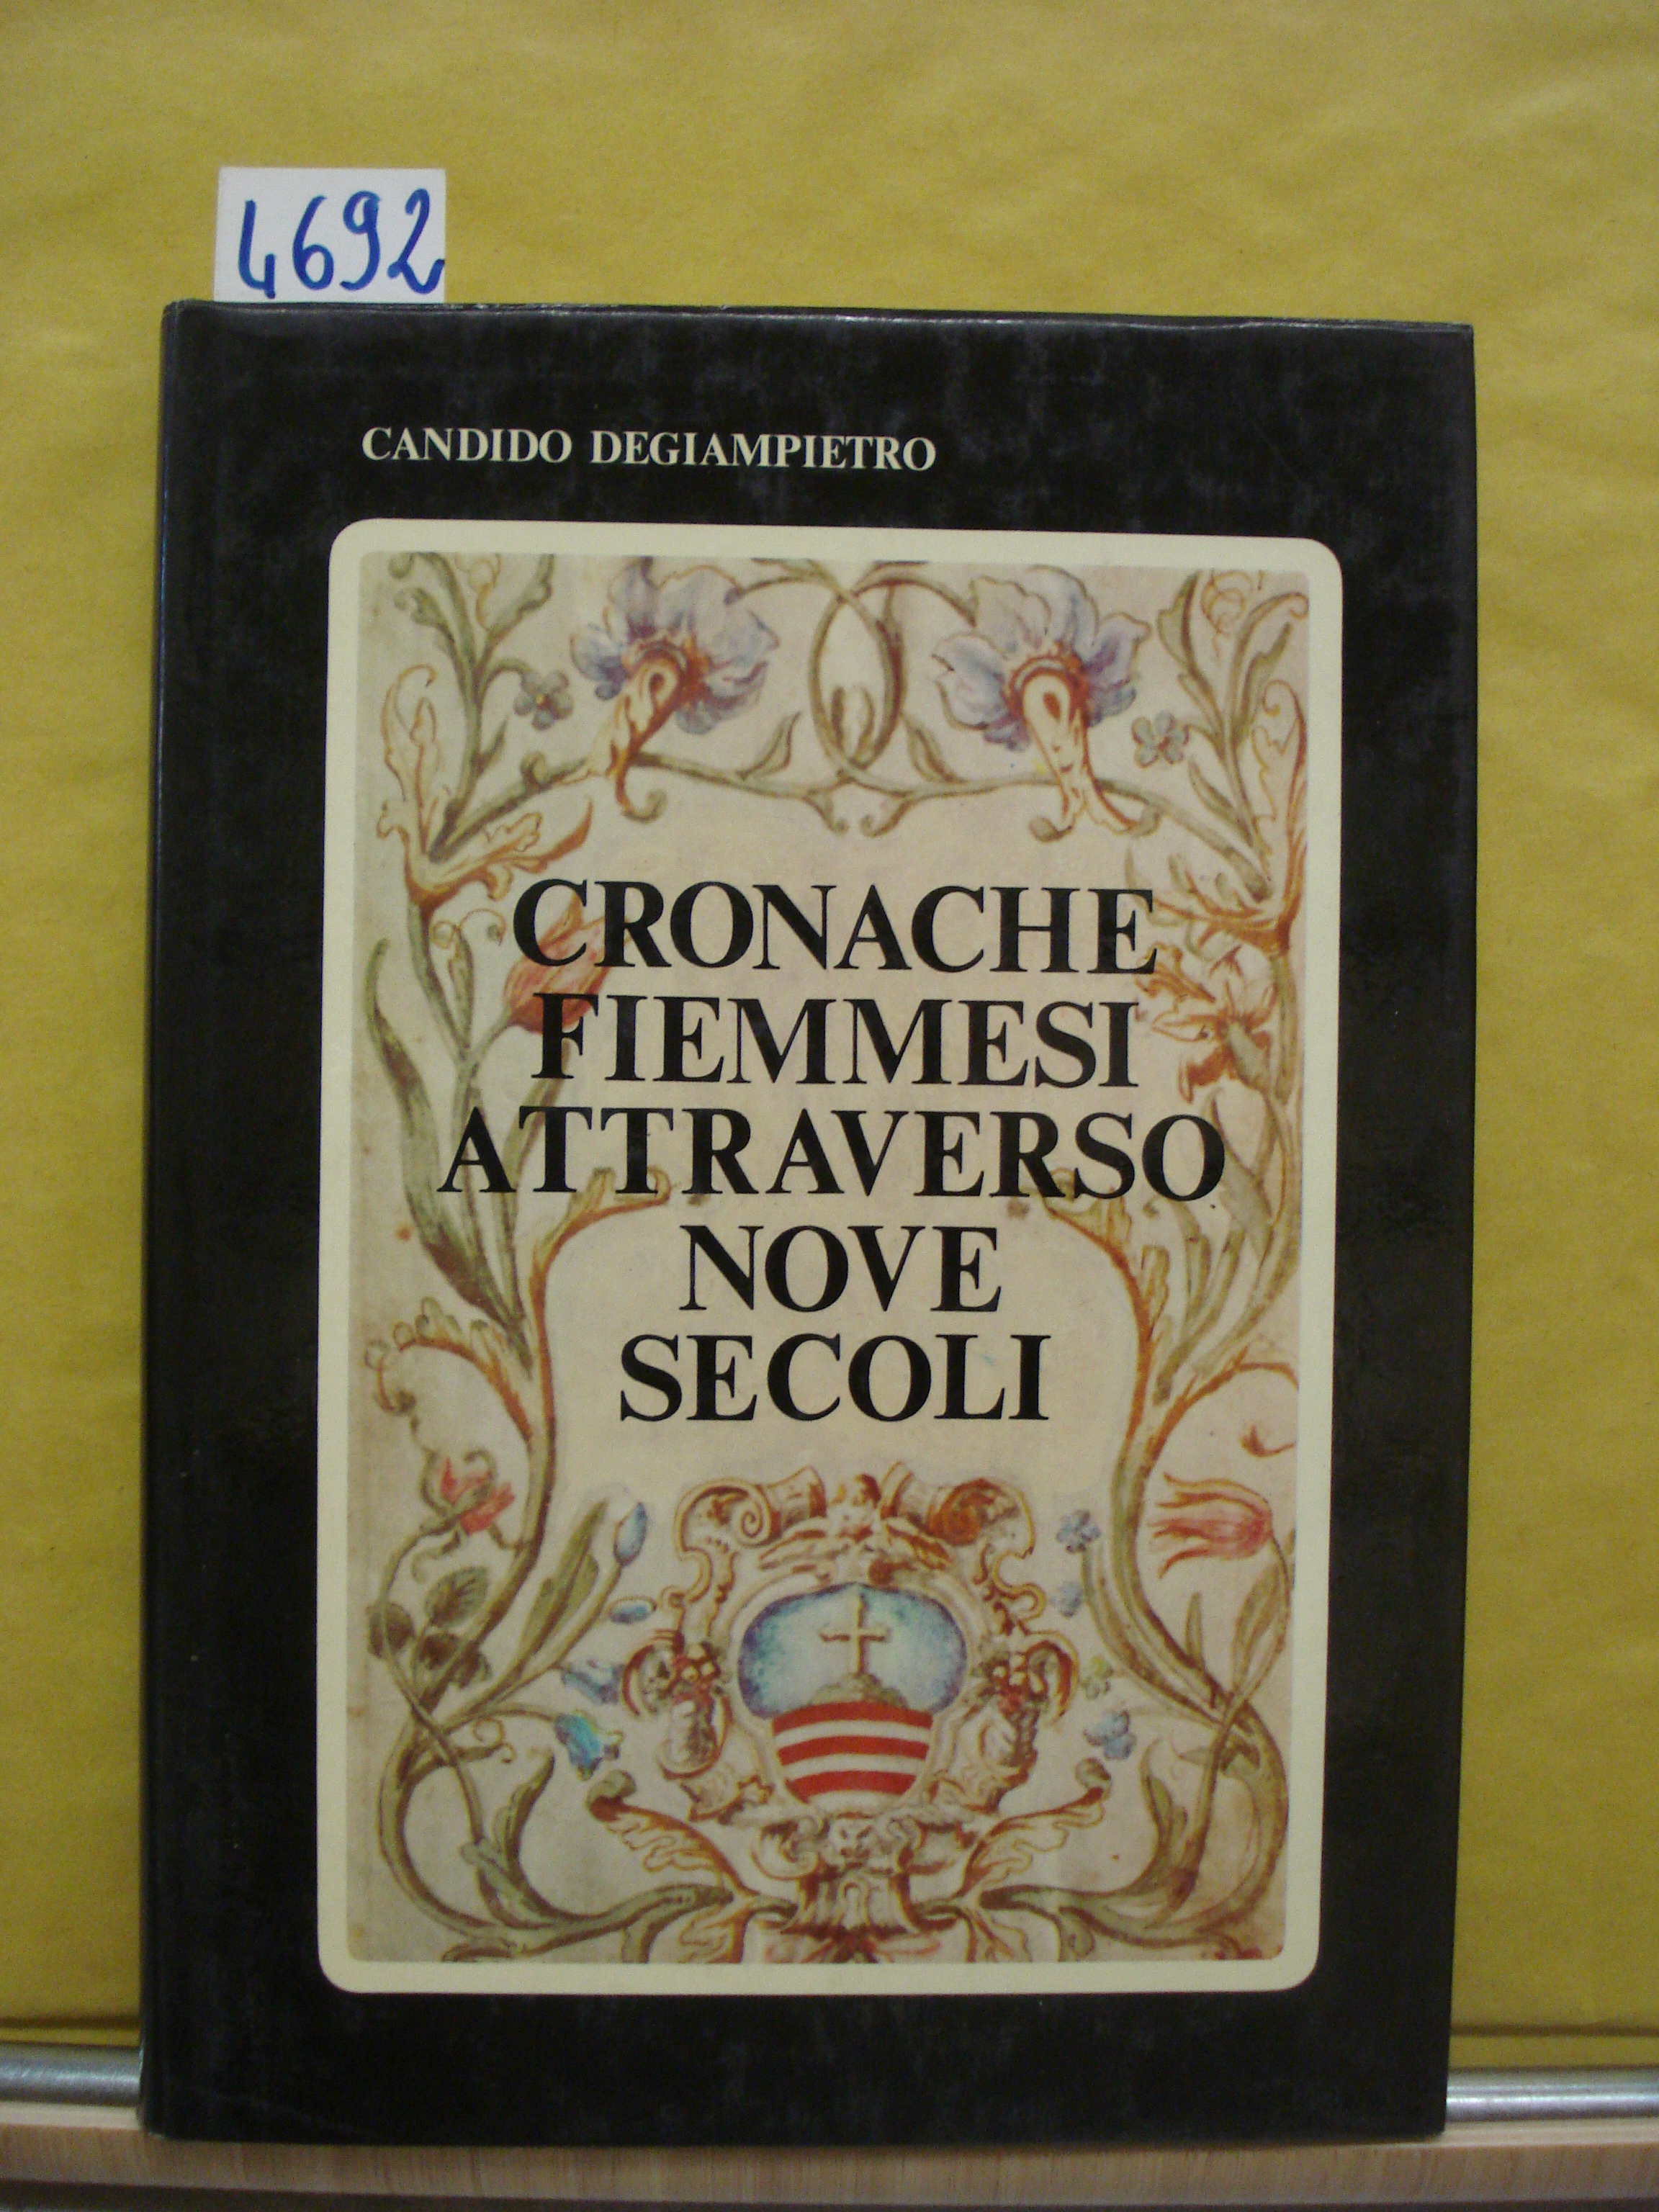 4692
CANDIDO DEGIAMPIETRO
CRONACHE
FIEMMESI
ATTRAVERSO
NOVE
SECOLI